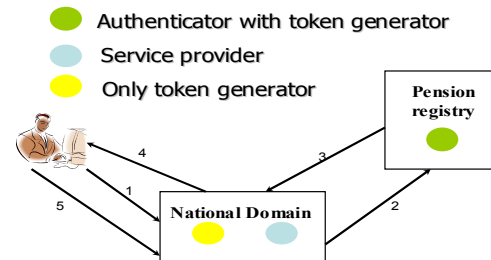 Authenticator with token generator
Service provider
Only token generator
Pension
registry
4
3
1
5
2
National Domain